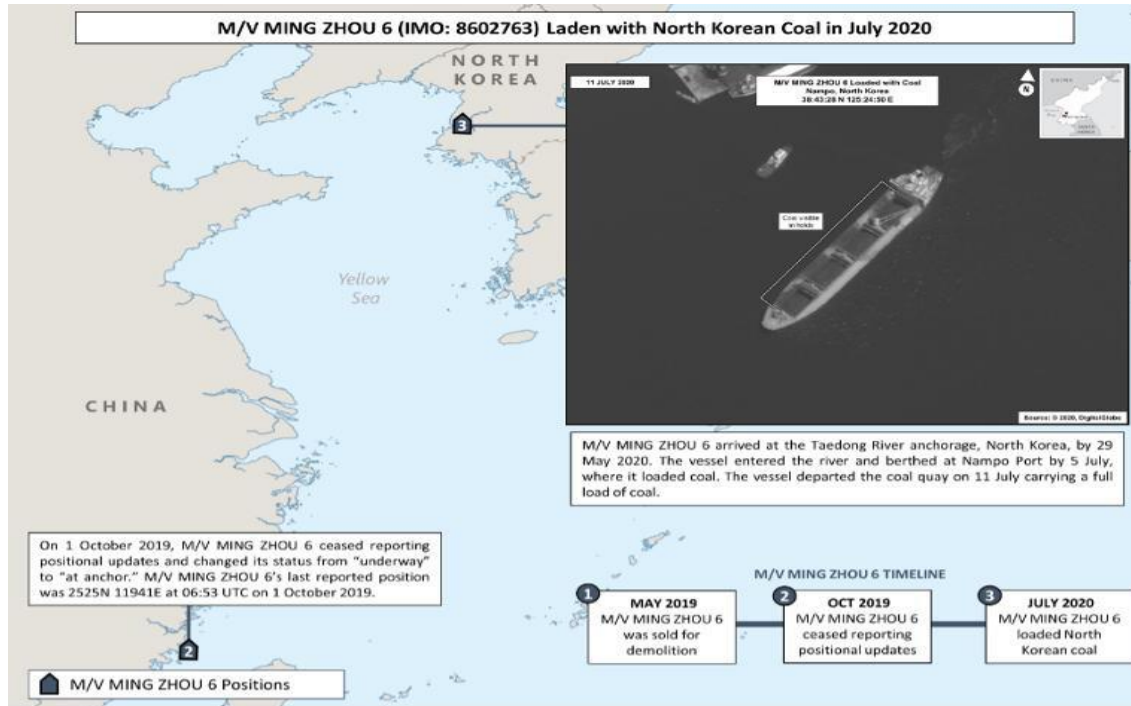 M/V MING ZHOU 6 (IMO: 8602763) Laden with North Korean Coal in July 2020
NORTH
KOREA
3
11 JULY 2020
M/V MING ZHOU 6 Loaded with Coal
Nampo, North Korea
38:43:28 N 125:24:50 E
N
Coal visible
in holds
Source: © 2020, DigitalGlobe
Yellow
Sea
CHINA
M/V MING ZHOU 6 arrived at the Taedong River anchorage, North Korea, by 29
May 2020. The vessel entered the river and berthed at Nampo Port by 5 July,
where it loaded coal. The vessel departed the coal quay on 11 July carrying a full
load of coal.
On 1 October 2019, M/V MING ZHOU 6 ceased reporting
positional updates and changed its status from “underway”
to “at anchor.” M/V MING ZHOU 6’s last reported position
was 2525N 11941E at 06:53 UTC on 1 October 2019.
2
M/V MING ZHOU 6 Positions
M/V MING ZHOU 6 TIMELINE
1
MAY 2019
M/V MING ZHOU 6
was sold for
demolition
2
OCT 2019
M/V MING ZHOU 6
ceased reporting
positional updates
3
JULY 2020
M/V MING ZHOU 6
loaded North
Korean coal